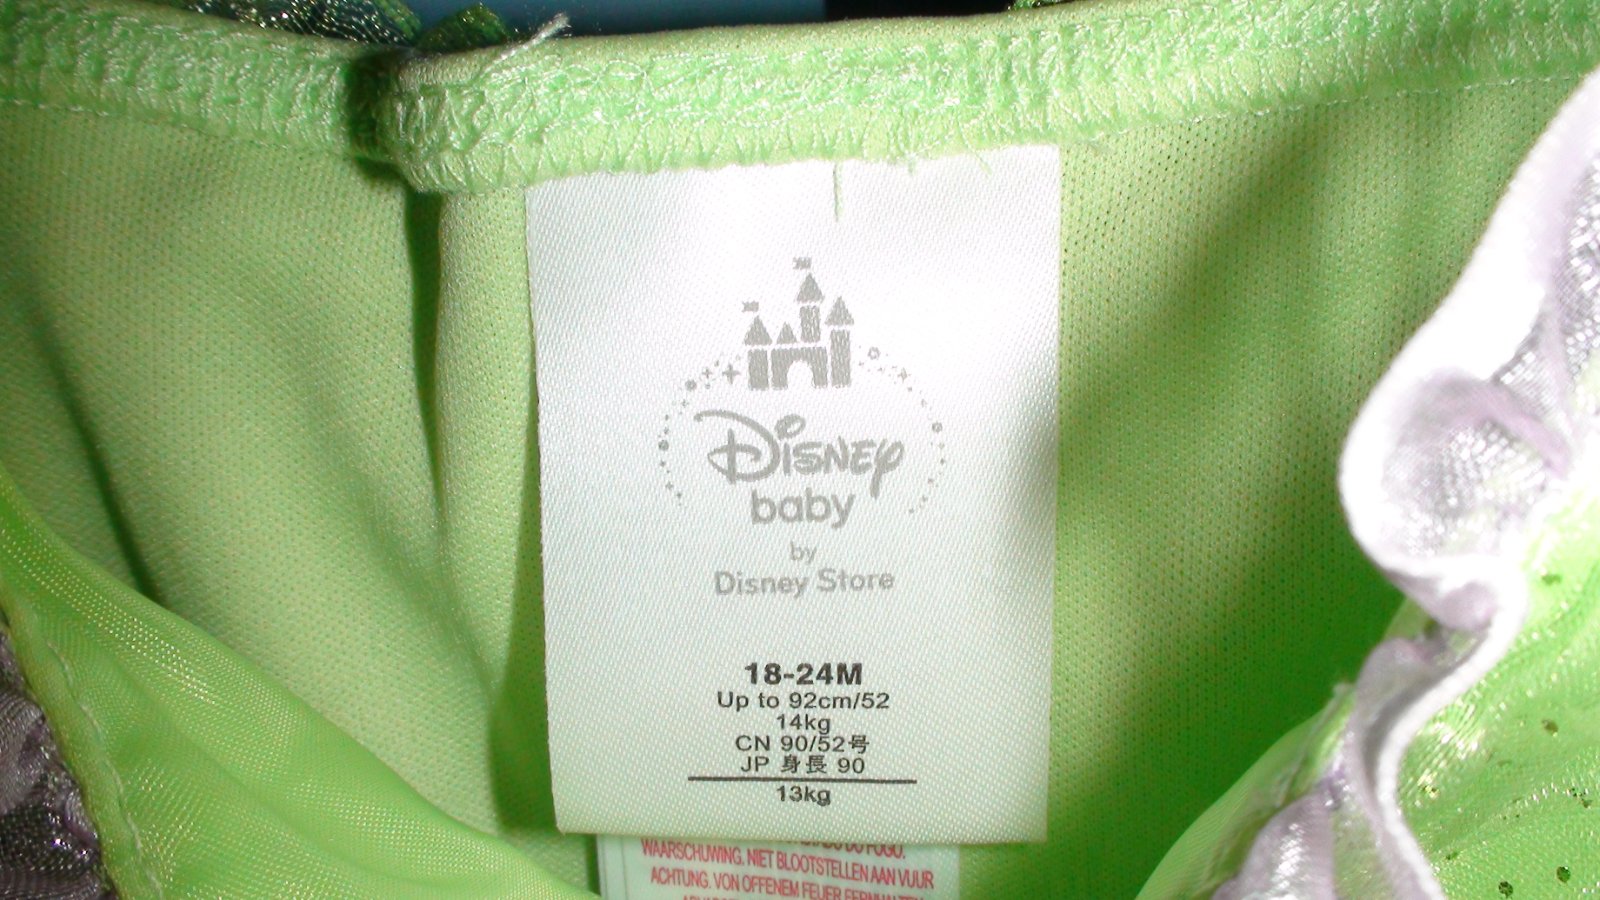 Disney
baby
by
Disney Store
18-24M
Up to 92cm/52
14kg
CN 90/52号
JP 身長 90
13kg
FOGO.
WAARSCHUWING. NIET BLOOTSTELLEN AAN VUUR
ACHTUNG. VON OFFENEM FEUER FERNHALTEN